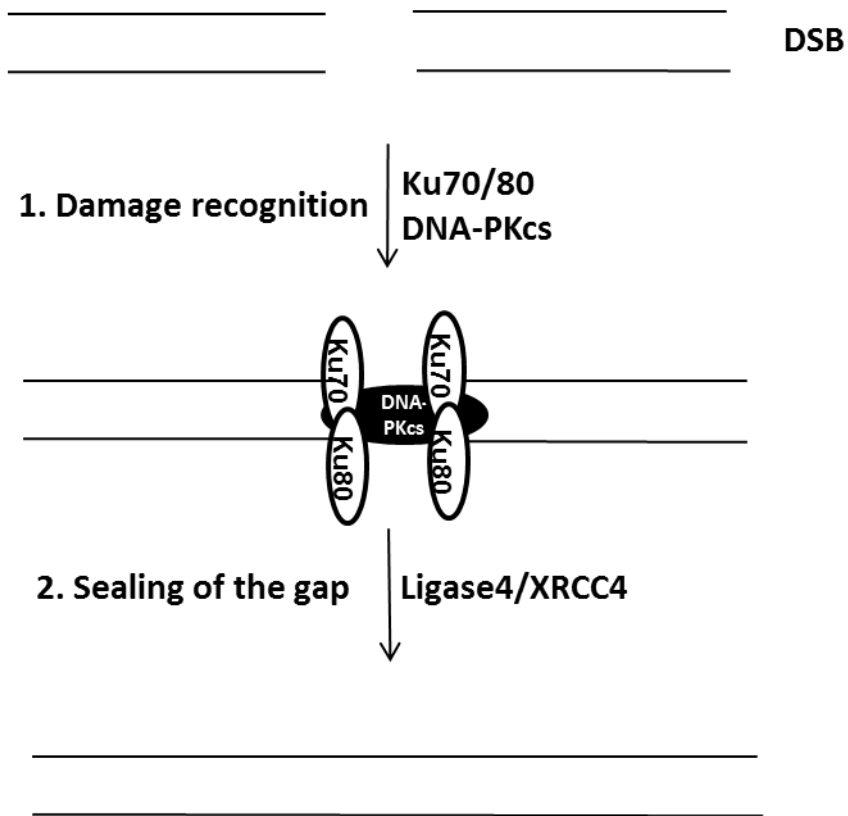 DSB
1. Damage recognition
Ku70/80
DNA-PKcs
Ku70
Ku70
DNA-
PKcs
Ku80
Ku80
2. Sealing of the gap
Ligase4/XRCC4